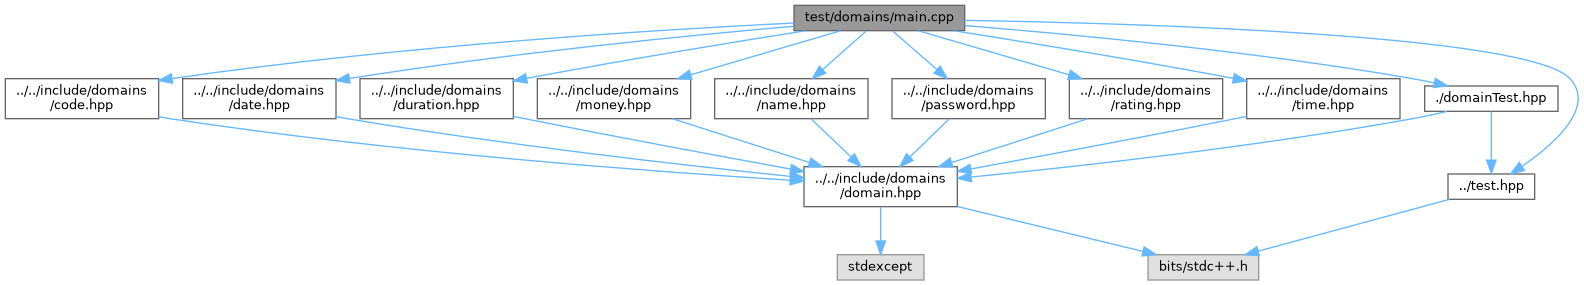 test/domains/main.cpp
../../include/domains
/code.hpp
../../include/domains
/date.hpp
../../include/domains
/duration.hpp
../../include/domains
/money.hpp
../../include/domains
/name.hpp
../../include/domains
/password.hpp
../../include/domains
/rating.hpp
../../include/domains
/time.hpp
./domainTest.hpp
../../include/domains
/domain.hpp
../test.hpp
stdexcept
bits/stdc++.h